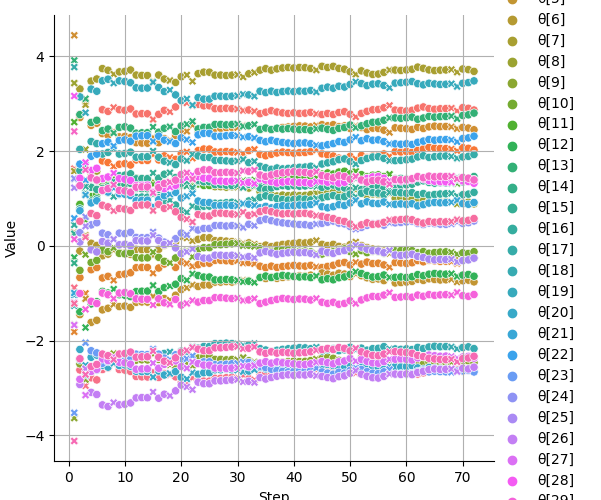 θ[5]
θ[6]
θ[7]
θ[8]
θ[9]
θ[10]
θ[11]
θ[12]
θ[13]
θ[14]
θ[15]
θ[16]
θ[17]
θ[18]
θ[19]
θ[20]
θ[21]
θ[22]
θ[23]
θ[24]
θ[25]
θ[26]
θ[27]
θ[28]
θ[29]
4
2
0
−2
−4
Value
0 10 20 30 40 50 60 70
Step